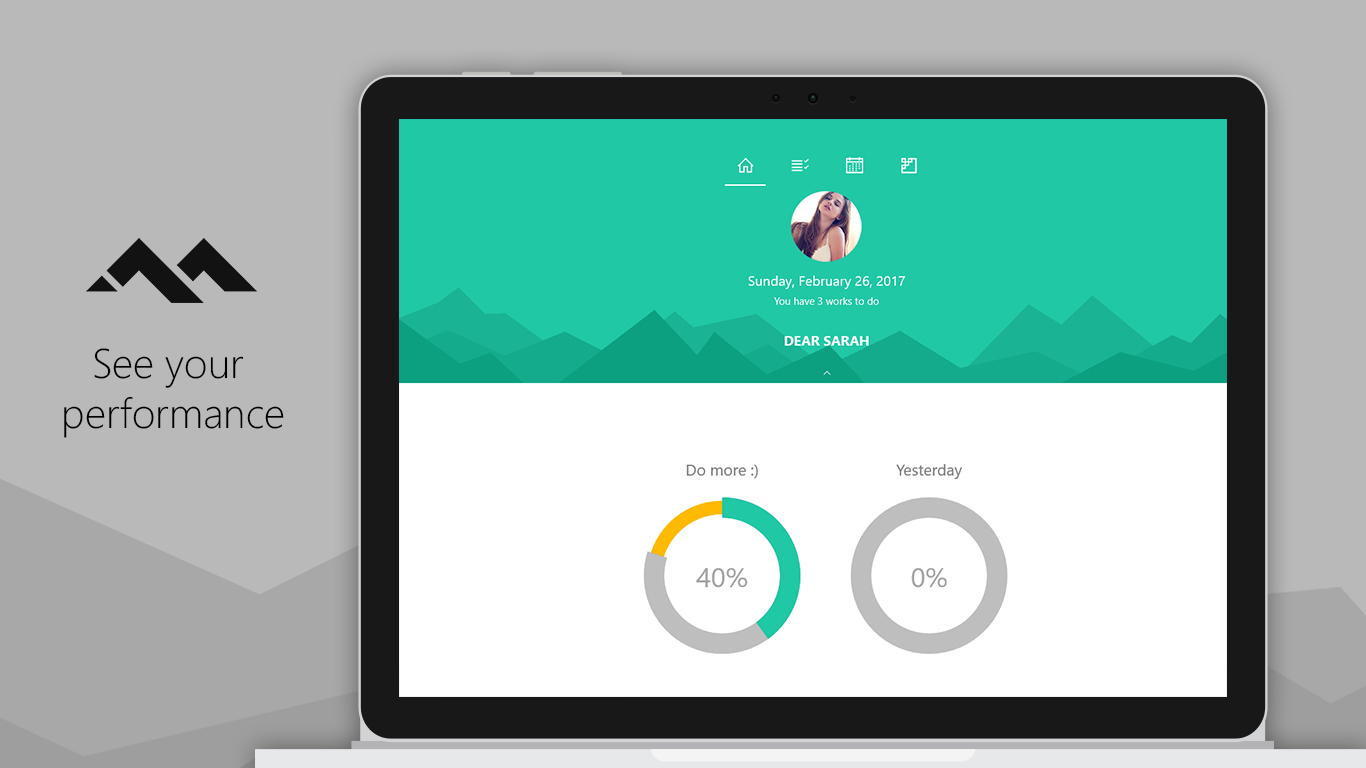 See your
performance
Sunday, February 26, 2017
You have 3 works to do
DEAR SARAH
Do more :)
Yesterday
40%
0%